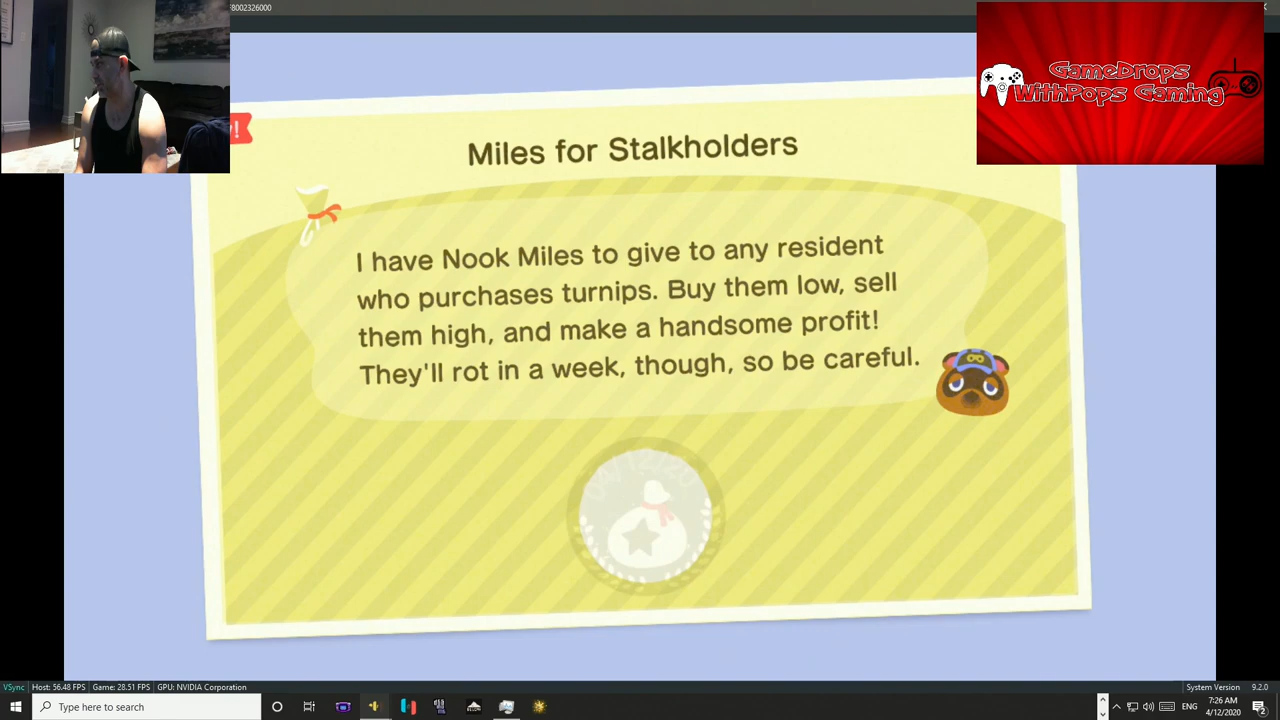 8002326000
GameDrops
WithPops Gaming
!
Miles for Stalkholders
I have Nook Miles to give to any resident
who purchases turnips. Buy them low, sell
them high, and make a handsome profit!
They'll rot in a week, though, so be careful.
VSync Host: 56.48 FPS Game: 28.51 FPS GPU: NVIDIA Corporation
System Version 9.2.0
Type here to search
ENG
7:26 AM
4/12/2020
2